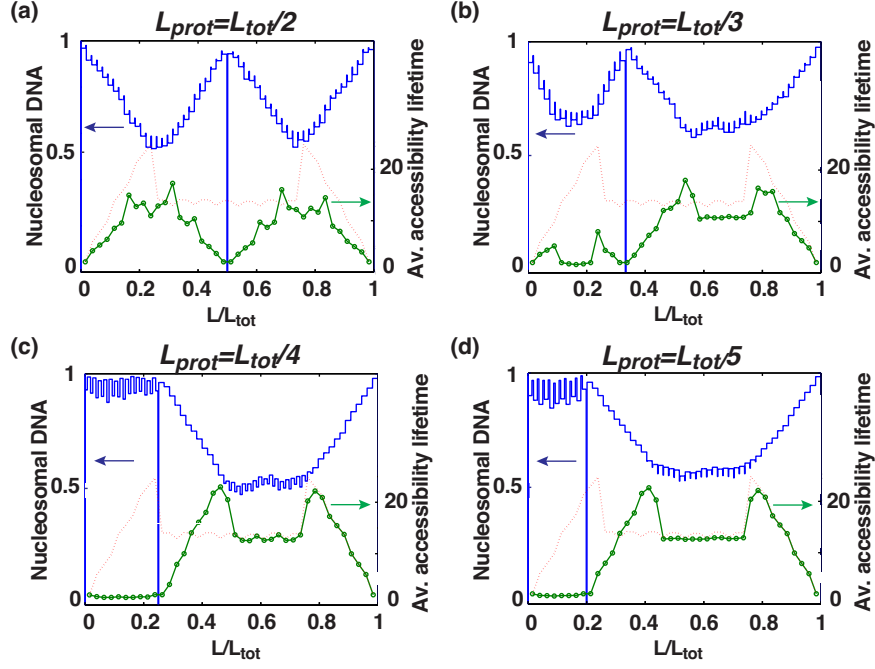 (a)
L_prot=L_tot/2
Nucleosomal DNA
1
0.5
0
20
10
0
Av. accessibility lifetime
0 0.2 0.4 0.6 0.8 1
L/L_tot
(b)
L_prot=L_tot/3
Nucleosomal DNA
1
0.5
0
20
10
0
Av. accessibility lifetime
0 0.2 0.4 0.6 0.8 1
L/L_tot
(c)
L_prot=L_tot/4
Nucleosomal DNA
1
0.5
0
20
0
Av. accessibility lifetime
0 0.2 0.4 0.6 0.8 1
L/L_tot
(d)
L_prot=L_tot/5
Nucleosomal DNA
1
0.5
0
20
0
Av. accessibility lifetime
0 0.2 0.4 0.6 0.8 1
L/L_tot